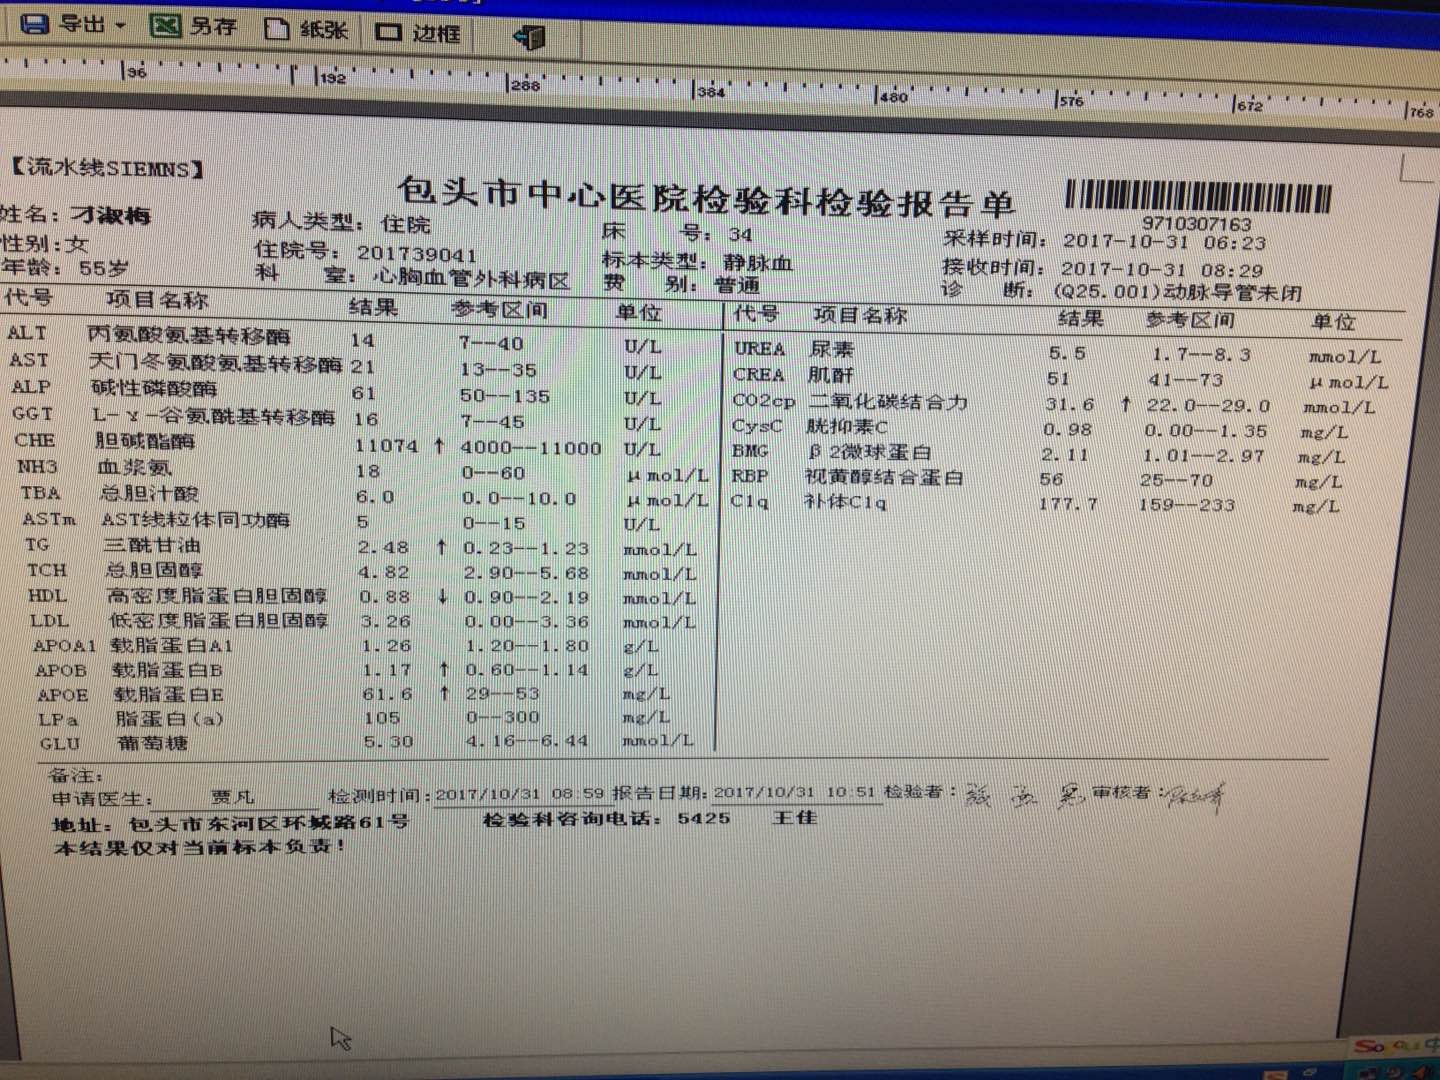 导出 另存 纸张 边框
96 192 288 384 480 576 672 768
【流水线SIEMNS】
包头市中心医院检验科检验报告单
9710307163
姓名：刁淑梅 病人类型：住院 床 号：34 采样时间：2017-10-31 06:23
性别：女 住院号：201739041 标本类型：静脉血 接收时间：2017-10-31 08:29
年龄：55岁 科 室：心胸血管外科病区 费 别：普通 诊 断：(Q25.001)动脉导管未闭
代号 项目名称 结果 参考区间 单位 代号 项目名称 结果 参考区间 单位
ALT 丙氨酸氨基转移酶 14 7--40 U/L UREA 尿素 5.5 1.7--8.3 mmol/L
AST 天门冬氨酸氨基转移酶 21 13--35 U/L CREA 肌酐 51 41--73 μmol/L
ALP 碱性磷酸酶 61 50--135 U/L CO2cp 二氧化碳结合力 31.6 ↑ 22.0--29.0 mmol/L
GGT L-γ-谷氨酰基转移酶 16 7--45 U/L CysC 胱抑素C 0.98 0.00--1.35 mg/L
CHE 胆碱酯酶 11074 ↑ 4000--11000 U/L BMG β2微球蛋白 2.11 1.01--2.97 mg/L
NH3 血浆氨 18 0--60 μmol/L RBP 视黄醇结合蛋白 56 25--70 mg/L
TBA 总胆汁酸 6.0 0.0--10.0 μmol/L C1q 补体C1q 177.7 159--233 mg/L
ASTm AST线粒体同功酶 5 0--15 U/L
TG 三酰甘油 2.48 ↑ 0.23--1.23 mmol/L
TCH 总胆固醇 4.82 2.90--5.68 mmol/L
HDL 高密度脂蛋白胆固醇 0.88 ↓ 0.90--2.19 mmol/L
LDL 低密度脂蛋白胆固醇 3.26 0.00--3.36 mmol/L
APOA1 载脂蛋白A1 1.26 1.20--1.80 g/L
APOB 载脂蛋白B 1.17 ↑ 0.60--1.14 g/L
APOE 载脂蛋白E 61.6 ↑ 29--53 mg/L
LPa 脂蛋白(a) 105 0--300 mg/L
GLU 葡萄糖 5.30 4.16--6.44 mmol/L
备注：
申请医生： 贾凡 检测时间：2017/10/31 08:59 报告日期：2017/10/31 10:51 检验者： 审核者：
地址：包头市东河区环城路61号 检验科咨询电话：5425 王佳
本结果仅对当前标本负责！